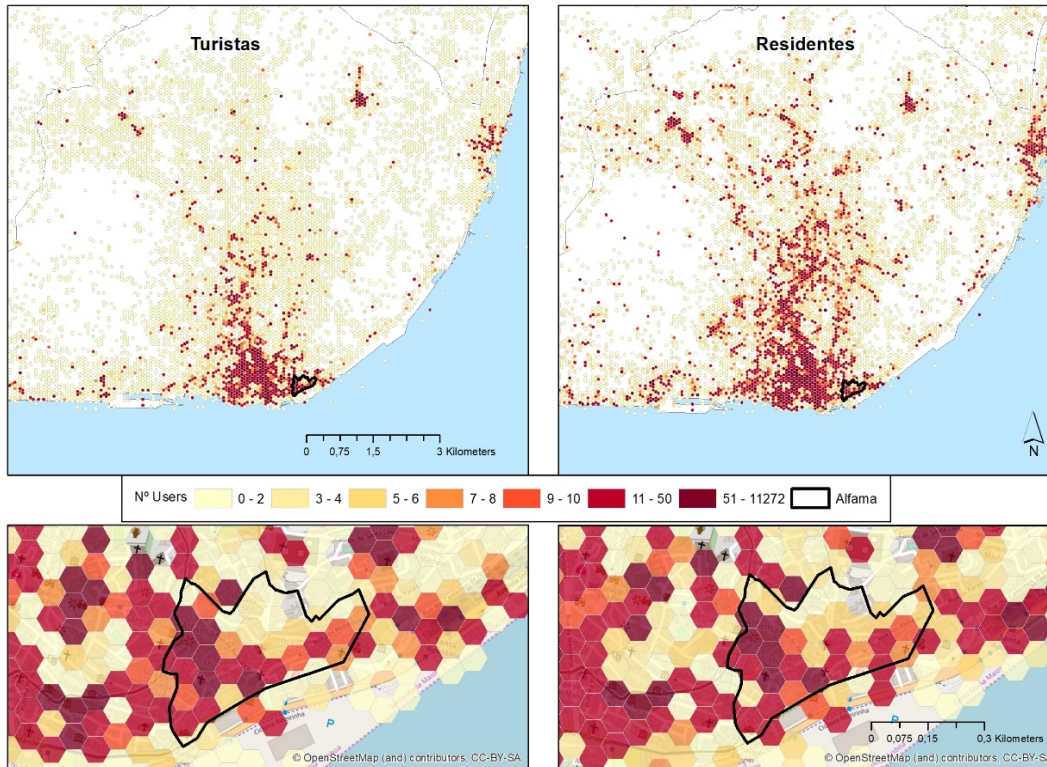 Turistas
Residentes
0 0,75 1,5 3 Kilometers
N
Nº Users 0 - 2 3 - 4 5 - 6 7 - 8 9 - 10 11 - 50 51 - 11272 Alfama
P
P
0 0,075 0,15 0,3 Kilometers
© OpenStreetMap (and) contributors, CC-BY-SA
© OpenStreetMap (and) contributors, CC-BY-SA